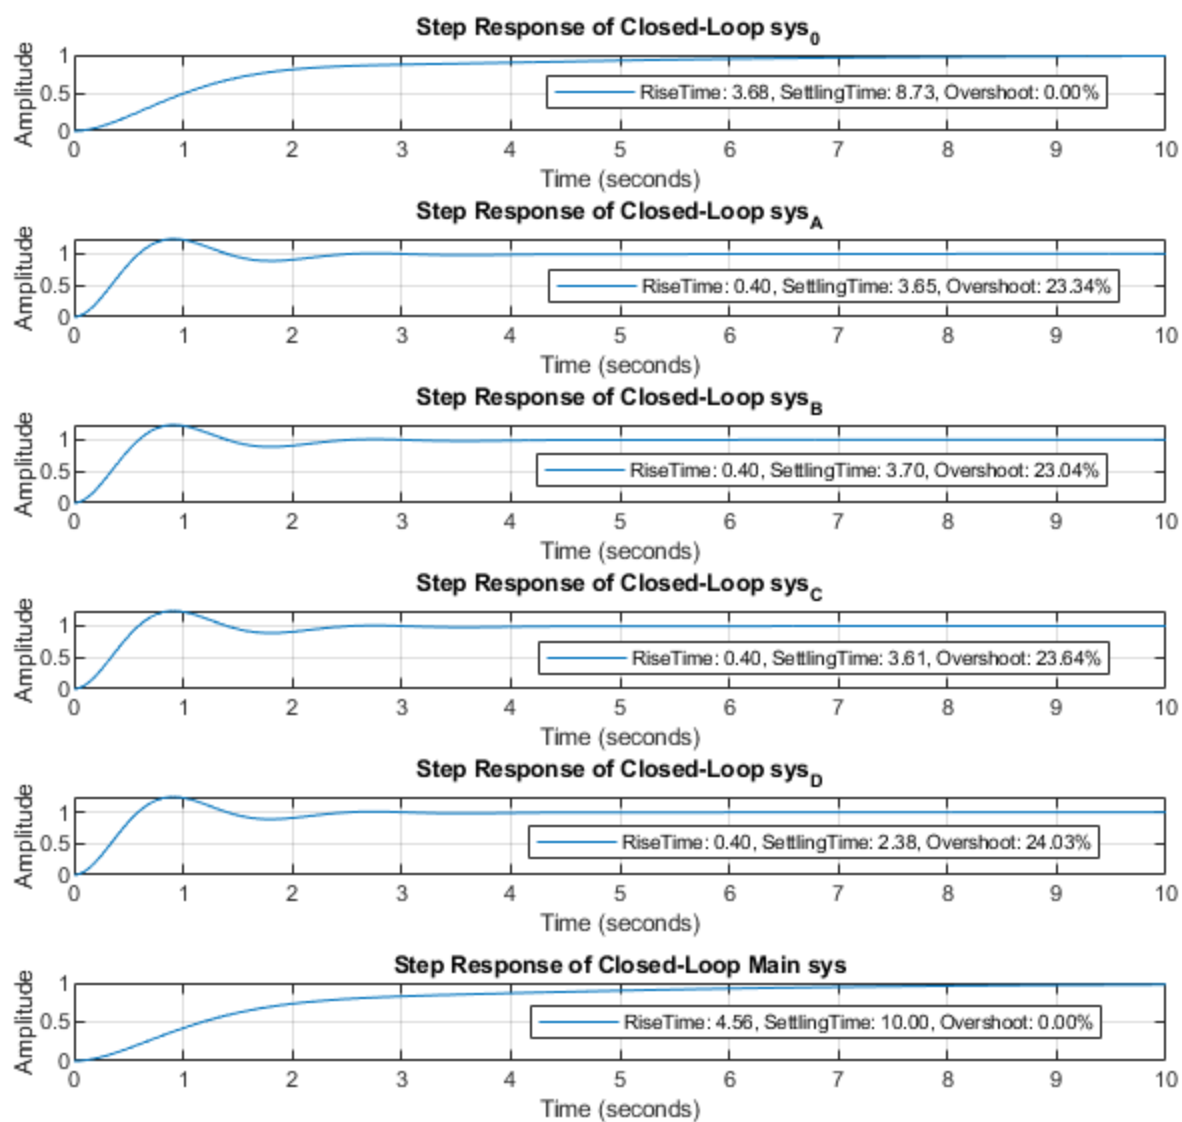 Step Response of Closed-Loop sys0
Amplitude
1
0.5
0
RiseTime: 3.68, SettlingTime: 8.73, Overshoot: 0.00%
0 1 2 3 4 5 6 7 8 9 10
Time (seconds)
Step Response of Closed-Loop sysA
Amplitude
1
0.5
0
RiseTime: 0.40, SettlingTime: 3.65, Overshoot: 23.34%
0 1 2 3 4 5 6 7 8 9 10
Time (seconds)
Step Response of Closed-Loop sysB
Amplitude
1
0.5
0
RiseTime: 0.40, SettlingTime: 3.70, Overshoot: 23.04%
0 1 2 3 4 5 6 7 8 9 10
Time (seconds)
Step Response of Closed-Loop sysC
Amplitude
1
0.5
0
RiseTime: 0.40, SettlingTime: 3.61, Overshoot: 23.64%
0 1 2 3 4 5 6 7 8 9 10
Time (seconds)
Step Response of Closed-Loop sysD
Amplitude
1
0.5
0
RiseTime: 0.40, SettlingTime: 2.38, Overshoot: 24.03%
0 1 2 3 4 5 6 7 8 9 10
Time (seconds)
Step Response of Closed-Loop Main sys
Amplitude
1
0.5
0
RiseTime: 4.56, SettlingTime: 10.00, Overshoot: 0.00%
0 1 2 3 4 5 6 7 8 9 10
Time (seconds)